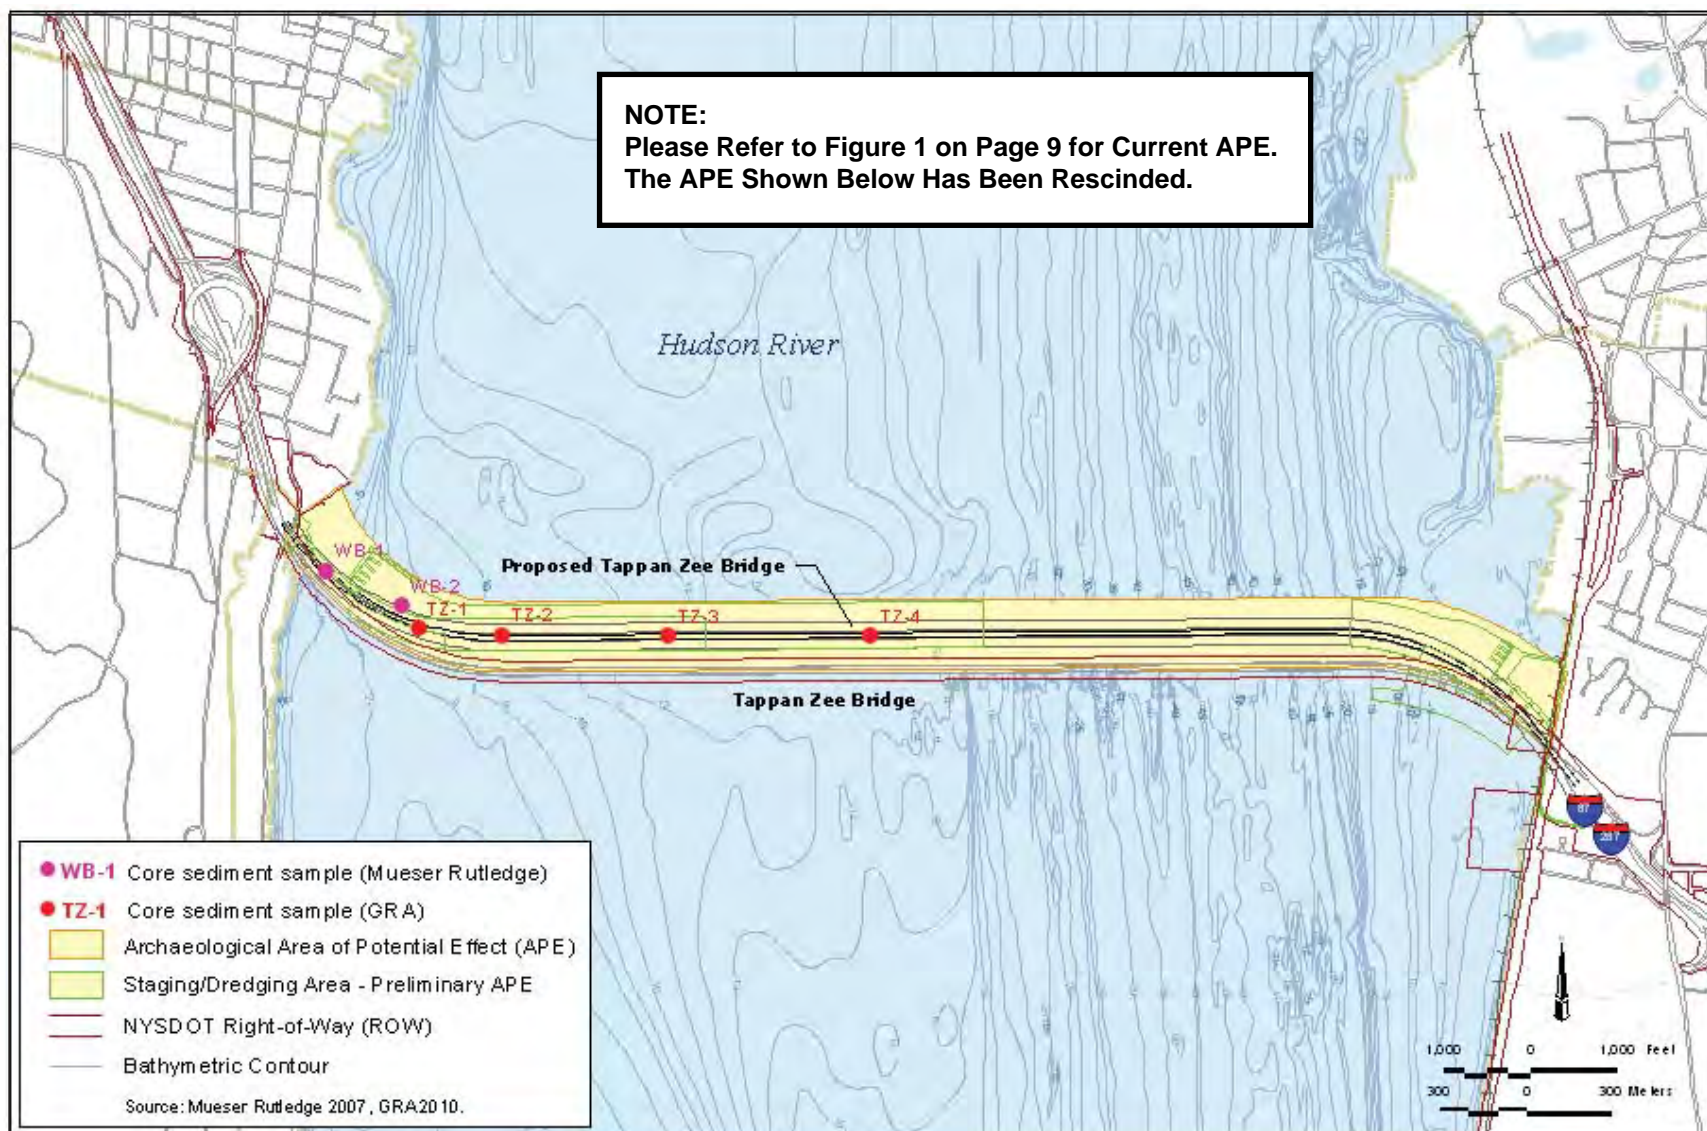 NOTE:
Please Refer to Figure 1 on Page 9 for Current APE.
The APE Shown Below Has Been Rescinded.
Hudson River
WB-1
WB-2
TZ-1
TZ-2
TZ-3
TZ-4
Proposed Tappan Zee Bridge
Tappan Zee Bridge
87
287
WB-1 Core sediment sample (Mueser Rutledge)
TZ-1 Core sediment sample (GRA)
Archaeological Area of Potential Effect (APE)
Staging/Dredging Area - Preliminary APE
NYSDOT Right-of-Way (ROW)
Bathymetric Contour
Source: Mueser Rutledge 2007, GRA2010.
1,000 0 1,000 Feet
300 0 300 Meters